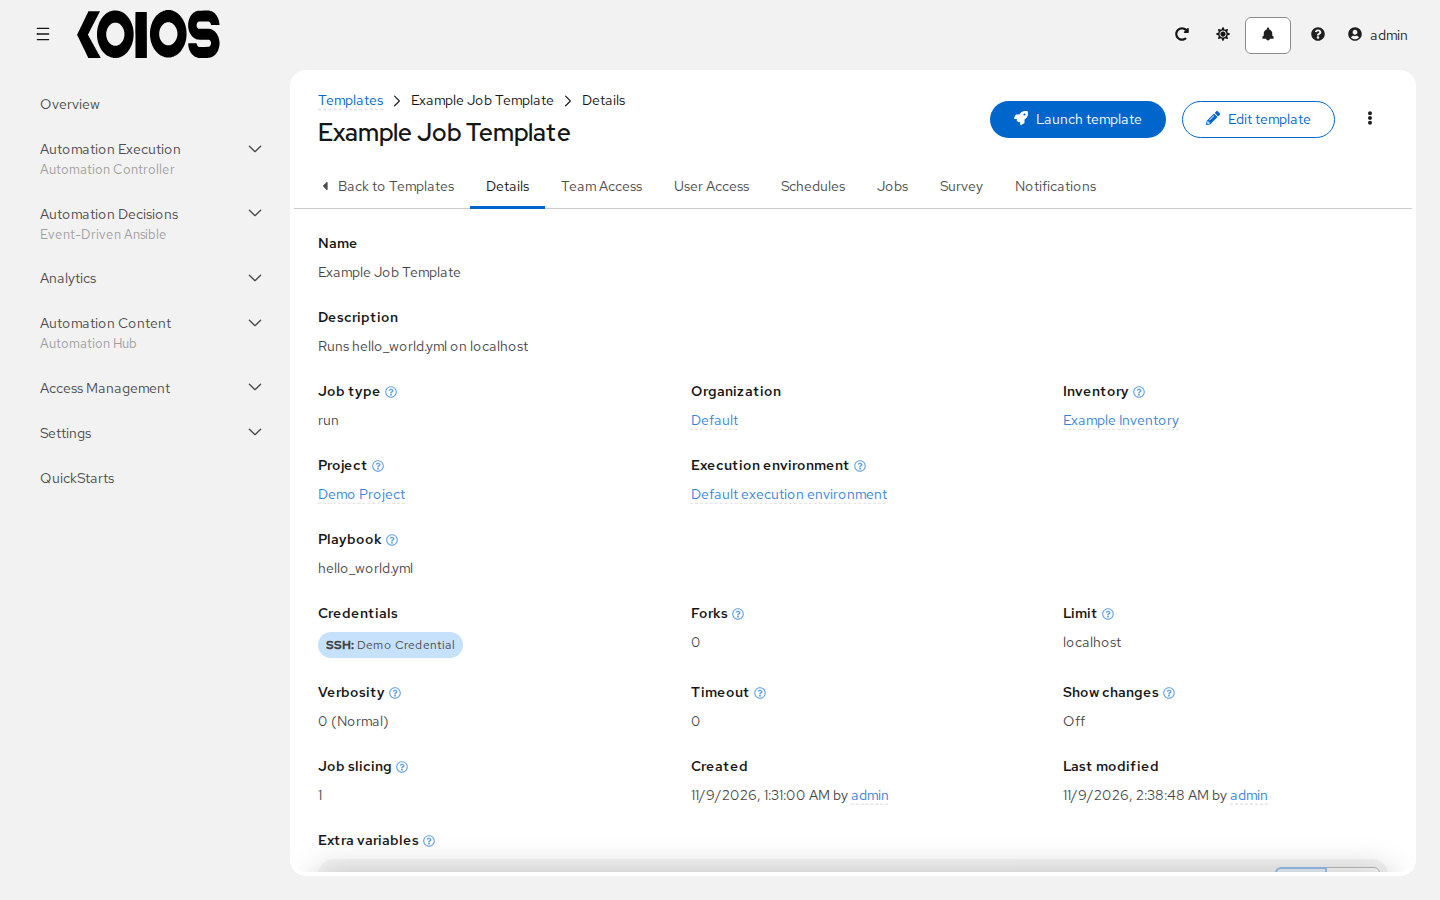 KOIOS
admin
Overview
Automation Execution
Automation Controller
Automation Decisions
Event-Driven Ansible
Analytics
Automation Content
Automation Hub
Access Management
Settings
QuickStarts
Templates Example Job Template Details
Example Job Template
Launch template
Edit template
Back to Templates Details Team Access User Access Schedules Jobs Survey Notifications
Name
Example Job Template
Description
Runs hello_world.yml on localhost
Job type Organization Inventory
run Default Example Inventory
Project Execution environment
Demo Project Default execution environment
Playbook
hello_world.yml
Credentials Forks Limit
SSH: Demo Credential 0 localhost
Verbosity Timeout Show changes
0 (Normal) 0 Off
Job slicing Created Last modified
1 11/9/2026, 1:31:00 AM by admin 11/9/2026, 2:38:48 AM by admin
Extra variables